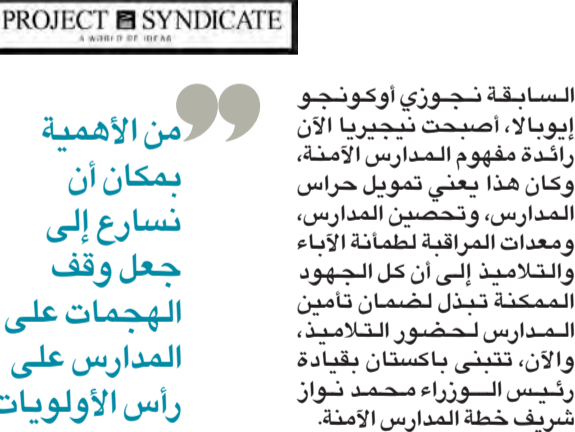 PROJECT SYNDICATE
A WORLD OF IDEAS
السابقة نجوزي أوكونجو
إيوبالا، أصبحت نيجيريا الآن
رائدة مفهوم المدارس الآمنة،
وكان هذا يعني تمويل حراس
المدارس، وتحصين المدارس،
ومعدات المراقبة لطمأنة الآباء
والتلاميذ إلى أن كل الجهود
الممكنة تبذل لضمان تأمين
المدارس لحضور التلاميذ،
والآن، تتبنى باكستان بقيادة
رئيس الوزراء محمد نواز
شريف خطة المدارس الآمنة.
من الأهمية
بمكان أن
نسارع إلى
جعل وقف
الهجمات على
المدارس على
رأس الأولويات